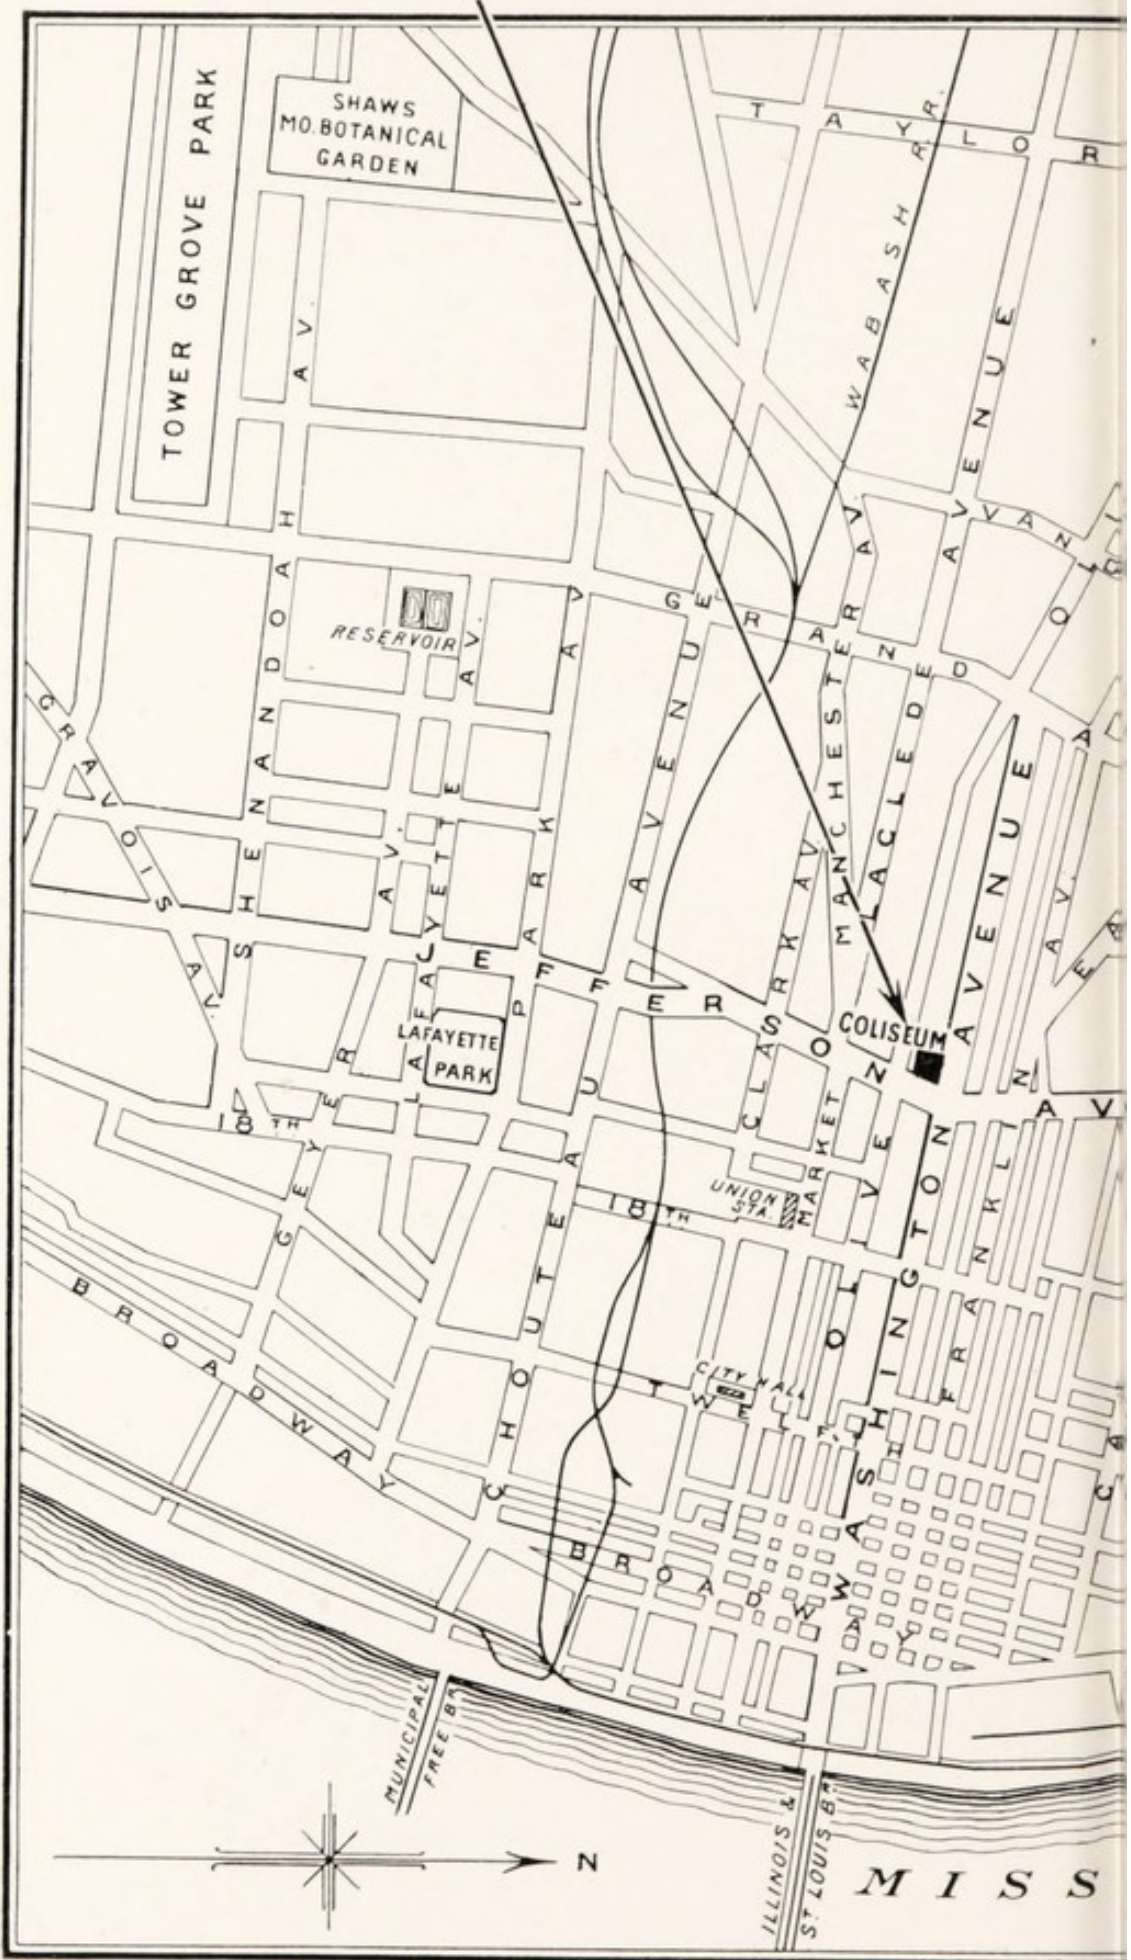 TOWER GROVE PARK
SHAWS
MO. BOTANICAL
GARDEN
TAYLOR
WABASH R.R.
AV.
AVENUE
VAN
RESERVOIR
AV.
AV.
GRAND
AVENUE
GRAVOIS AV.
SHENANDOAH
LAFAYETTE
PARK
MANCHESTER AV.
LACLEDE AV.
CLARK AV.
AVENUE
AV.
JEFFERSON AV
LAFAYETTE
PARK
COLISEUM
GEYER AV.
18TH
18TH
UNION
STA.
MARKET
OLIVE
WASHINGTON AVENUE
FRANKLIN AV.
CHOUTEAU AVENUE
CITY HALL
TWELFTH
BROADWAY
BROADWAY
MUNICIPAL
FREE BR.
ILLINOIS &
ST. LOUIS BR.
N
MISS